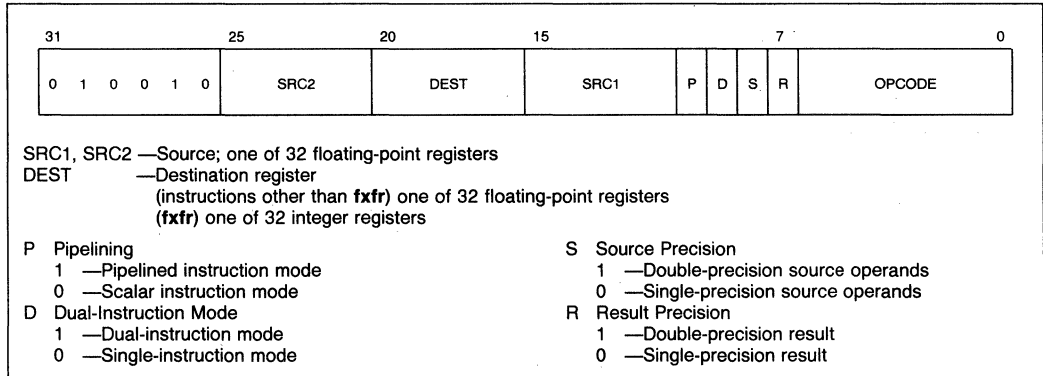 31 25 20 15 7 0
0 1 0 0 1 0 SRC2 DEST SRC1 P D S R OPCODE
SRC1, SRC2 —Source; one of 32 floating-point registers
DEST —Destination register
(instructions other than fxfr) one of 32 floating-point registers
(fxfr) one of 32 integer registers
P Pipelining
1 —Pipelined instruction mode
0 —Scalar instruction mode
D Dual-Instruction Mode
1 —Dual-instruction mode
0 —Single-instruction mode
S Source Precision
1 —Double-precision source operands
0 —Single-precision source operands
R Result Precision
1 —Double-precision result
0 —Single-precision result